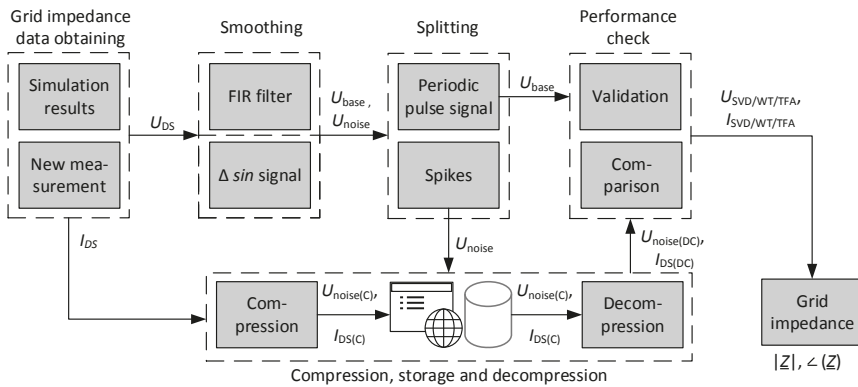 Grid impedance
data obtaining
Smoothing
Splitting
Performance
check
Simulation
results
New mea-
surement
U_DS
I_DS
FIR filter
Δ sin signal
U_base ,
U_noise
Periodic
pulse signal
Spikes
U_base
U_noise
Validation
Com-
parison
U_SVD/WT/TFA,
I_SVD/WT/TFA
U_noise(DC),
I_DS(DC)
Com-
pression
U_noise(C),
I_DS(C)
U_noise(C),
I_DS(C)
Decom-
pression
Compression, storage and decompression
Grid
impedance
|Z|, ∠ (Z)